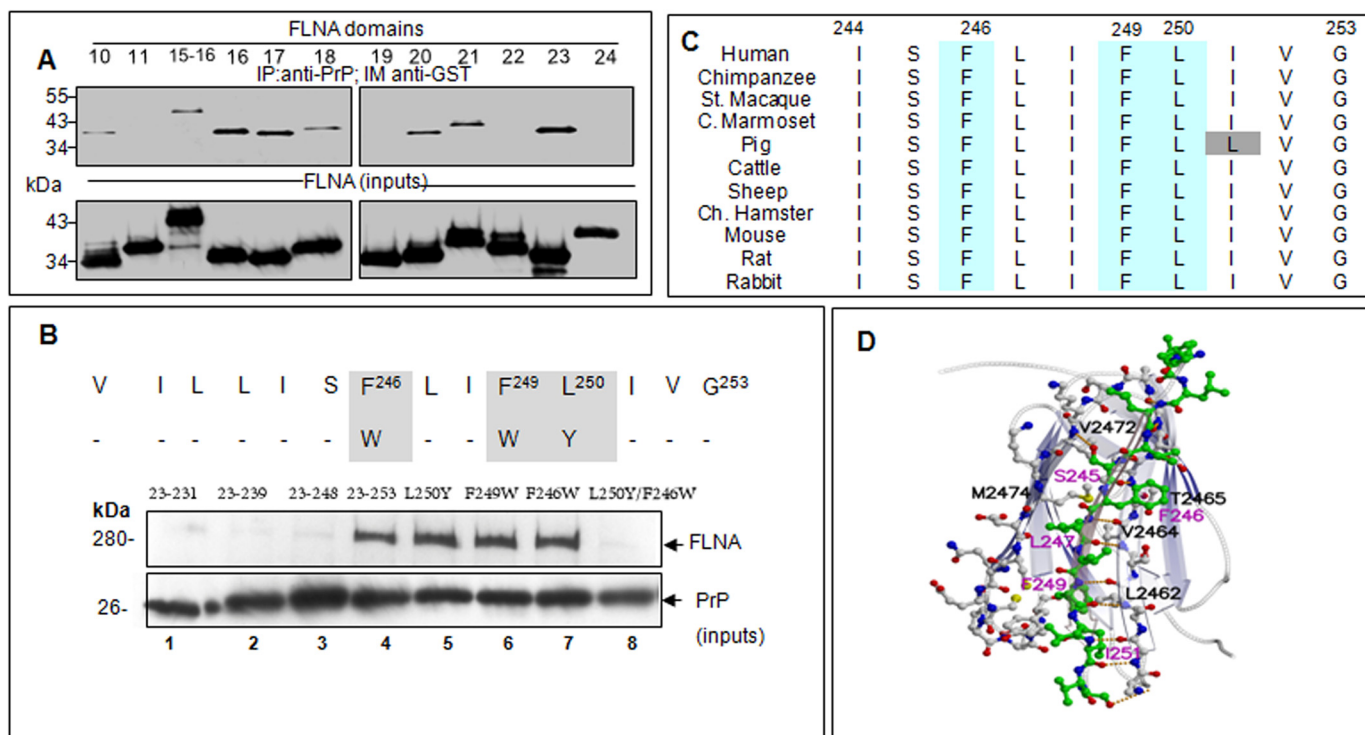 A
FLNA domains
10 11 15-16 16 17 18 19 20 21 22 23 24
IP:anti-PrP; IM anti-GST
55
43
34
kDa
FLNA (inputs)
43
34
B
V I L L I S F246 L I F249 L250 I V G253
- - - - - - W - - W Y - - -
23-231 23-239 23-248 23-253 L250Y F249W F246W L250Y/F246W
kDa
280- FLNA
26- PrP
(inputs)
1 2 3 4 5 6 7 8
C
244 246 249 250 253
Human I S F L I F L I V G
Chimpanzee I S F L I F L I V G
St. Macaque I S F L I F L I V G
C. Marmoset I S F L I F L I V G
Pig I S F L I F L L V G
Cattle I S F L I F L I V G
Sheep I S F L I F L I V G
Ch. Hamster I S F L I F L I V G
Mouse I S F L I F L I V G
Rat I S F L I F L I V G
Rabbit I S F L I F L I V G
D
V2472
S245
M2474 T2465
F246
V2464
L247
F249 L2462
I251